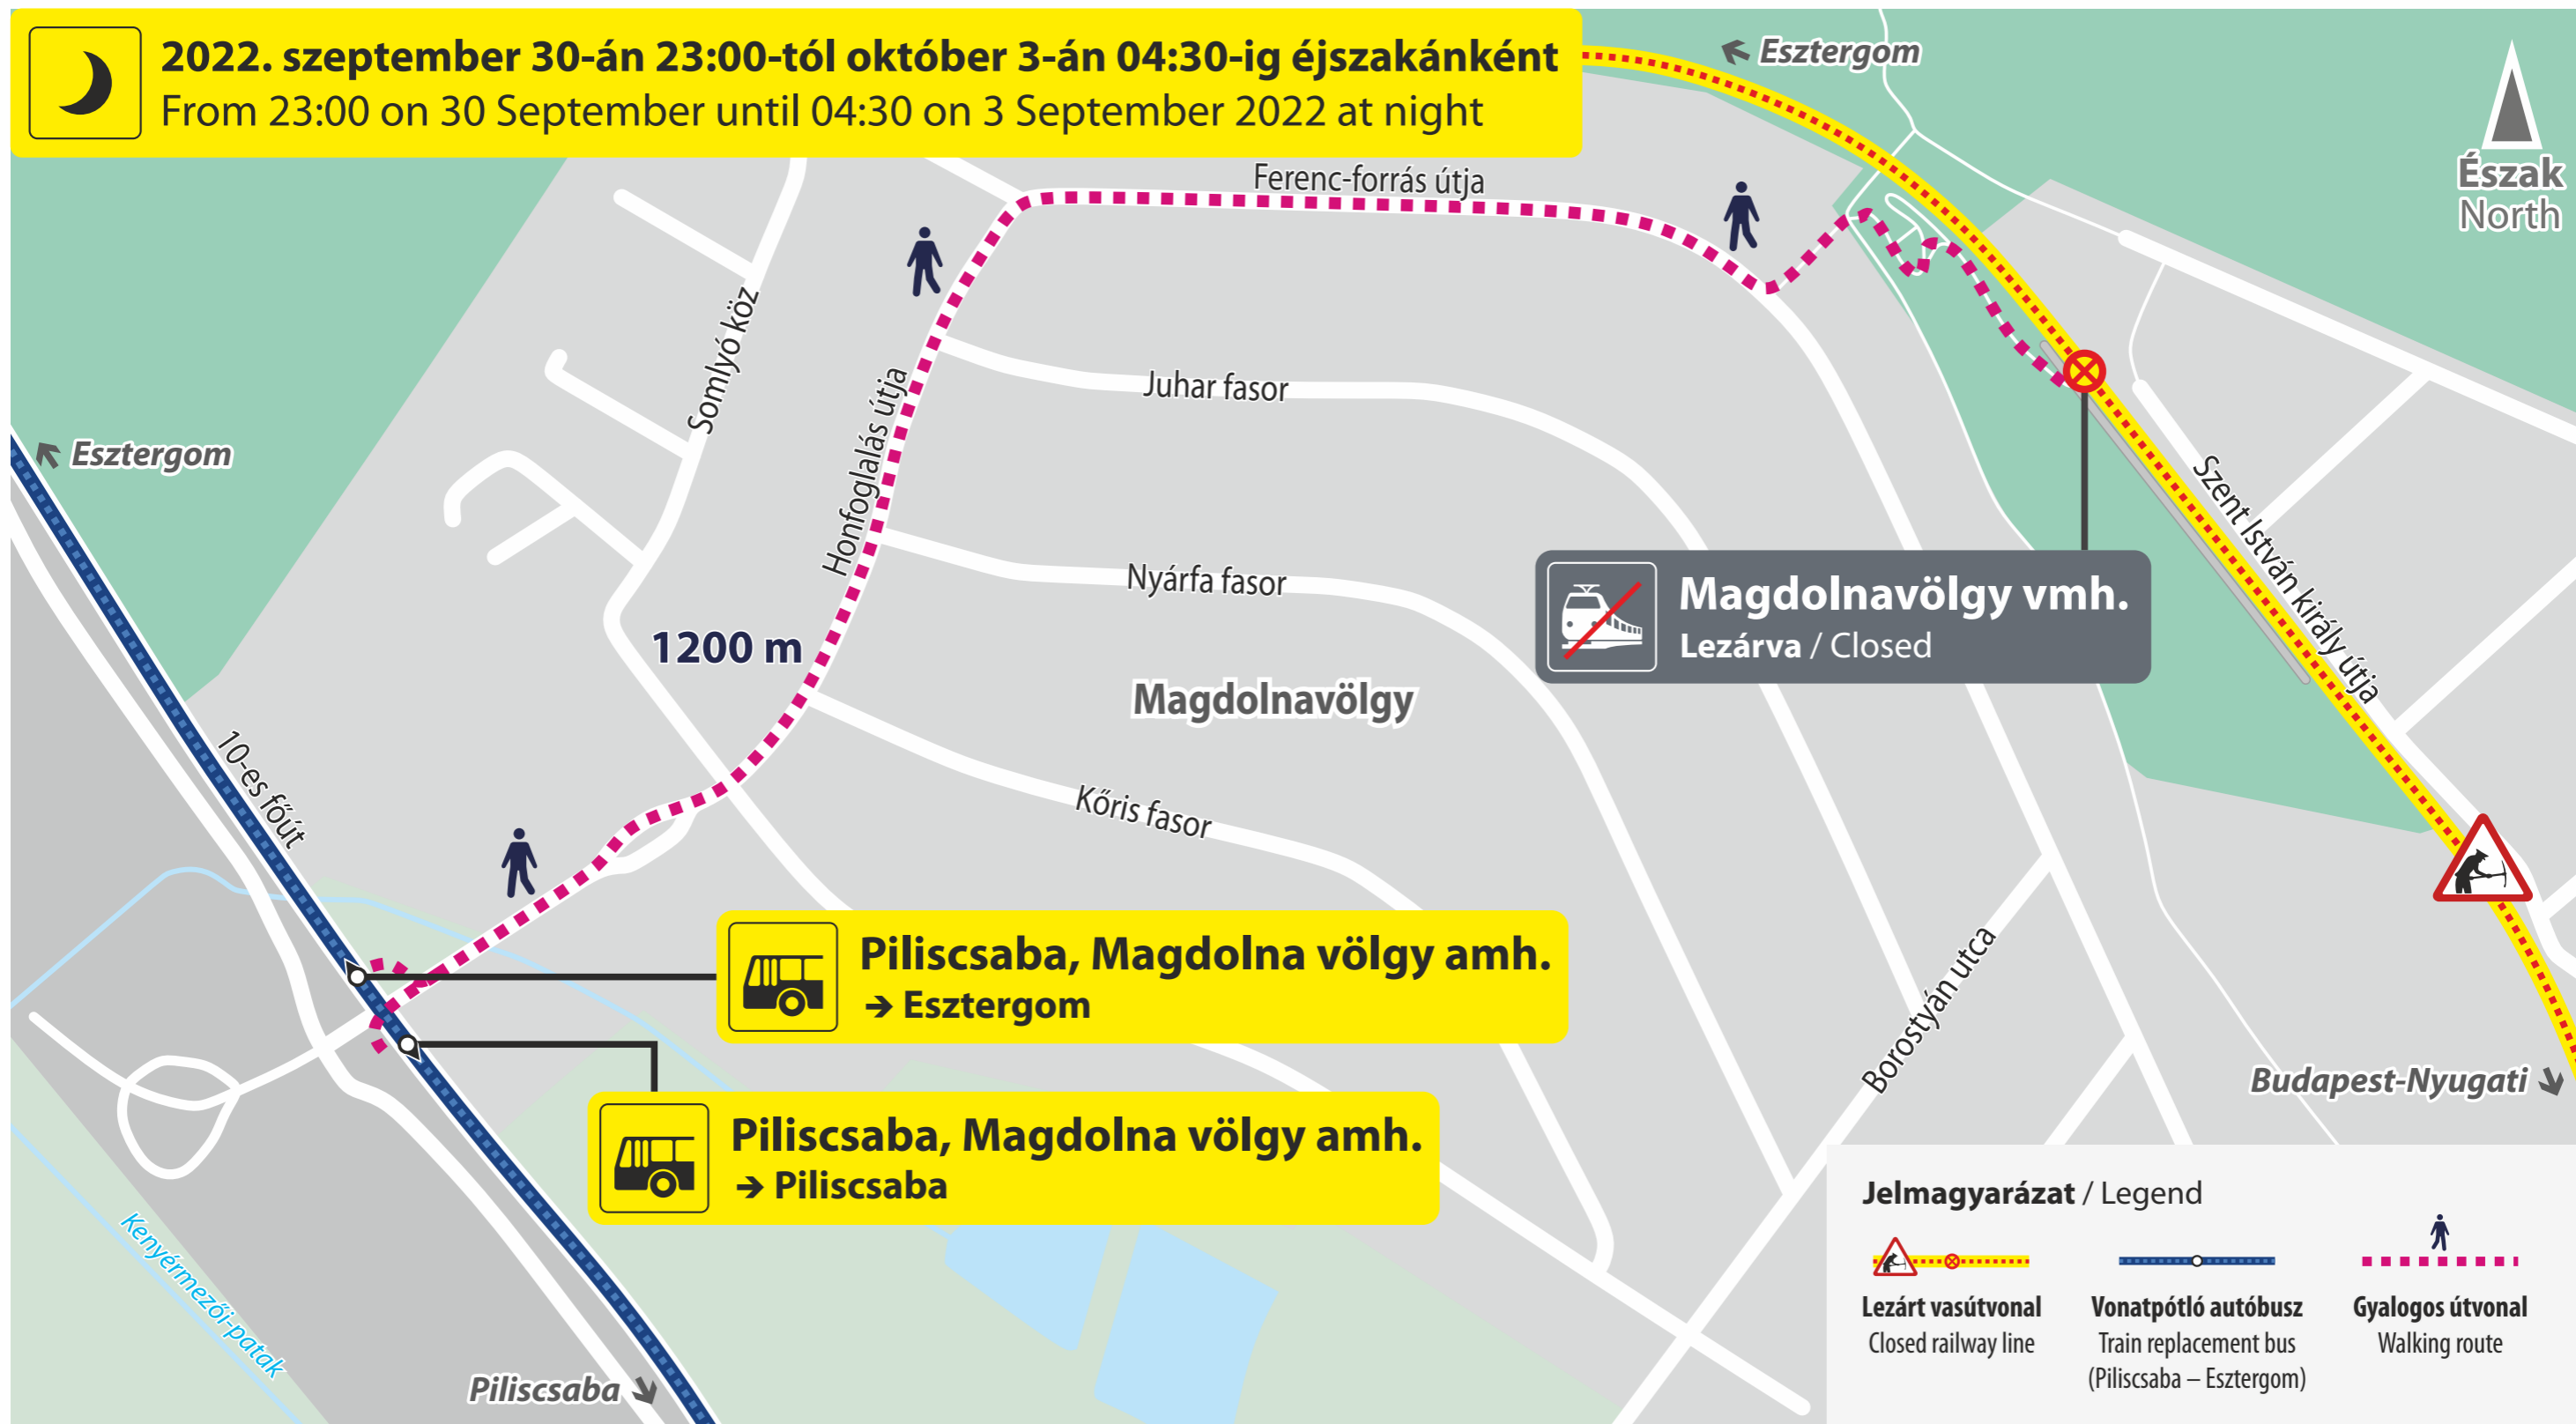 2022. szeptember 30-án 23:00-tól október 3-án 04:30-ig éjszakánként
From 23:00 on 30 September until 04:30 on 3 September 2022 at night
Esztergom
Észak
North
Ferenc-forrás útja
Somlyó köz
Honfoglalás útja
Juhar fasor
Esztergom
Szent István király útja
Nyárfa fasor
Magdolnavölgy vmh.
Lezárva / Closed
1200 m
Magdolnavölgy
10-es főút
Kőris fasor
Piliscsaba, Magdolna völgy amh.
→ Esztergom
Borostyán utca
Budapest-Nyugati
Piliscsaba, Magdolna völgy amh.
→ Piliscsaba
Kenyérmezői-patak
Piliscsaba
Jelmagyarázat / Legend
Lezárt vasútvonal
Closed railway line
Vonatpótló autóbusz
Train replacement bus
(Piliscsaba – Esztergom)
Gyalogos útvonal
Walking route